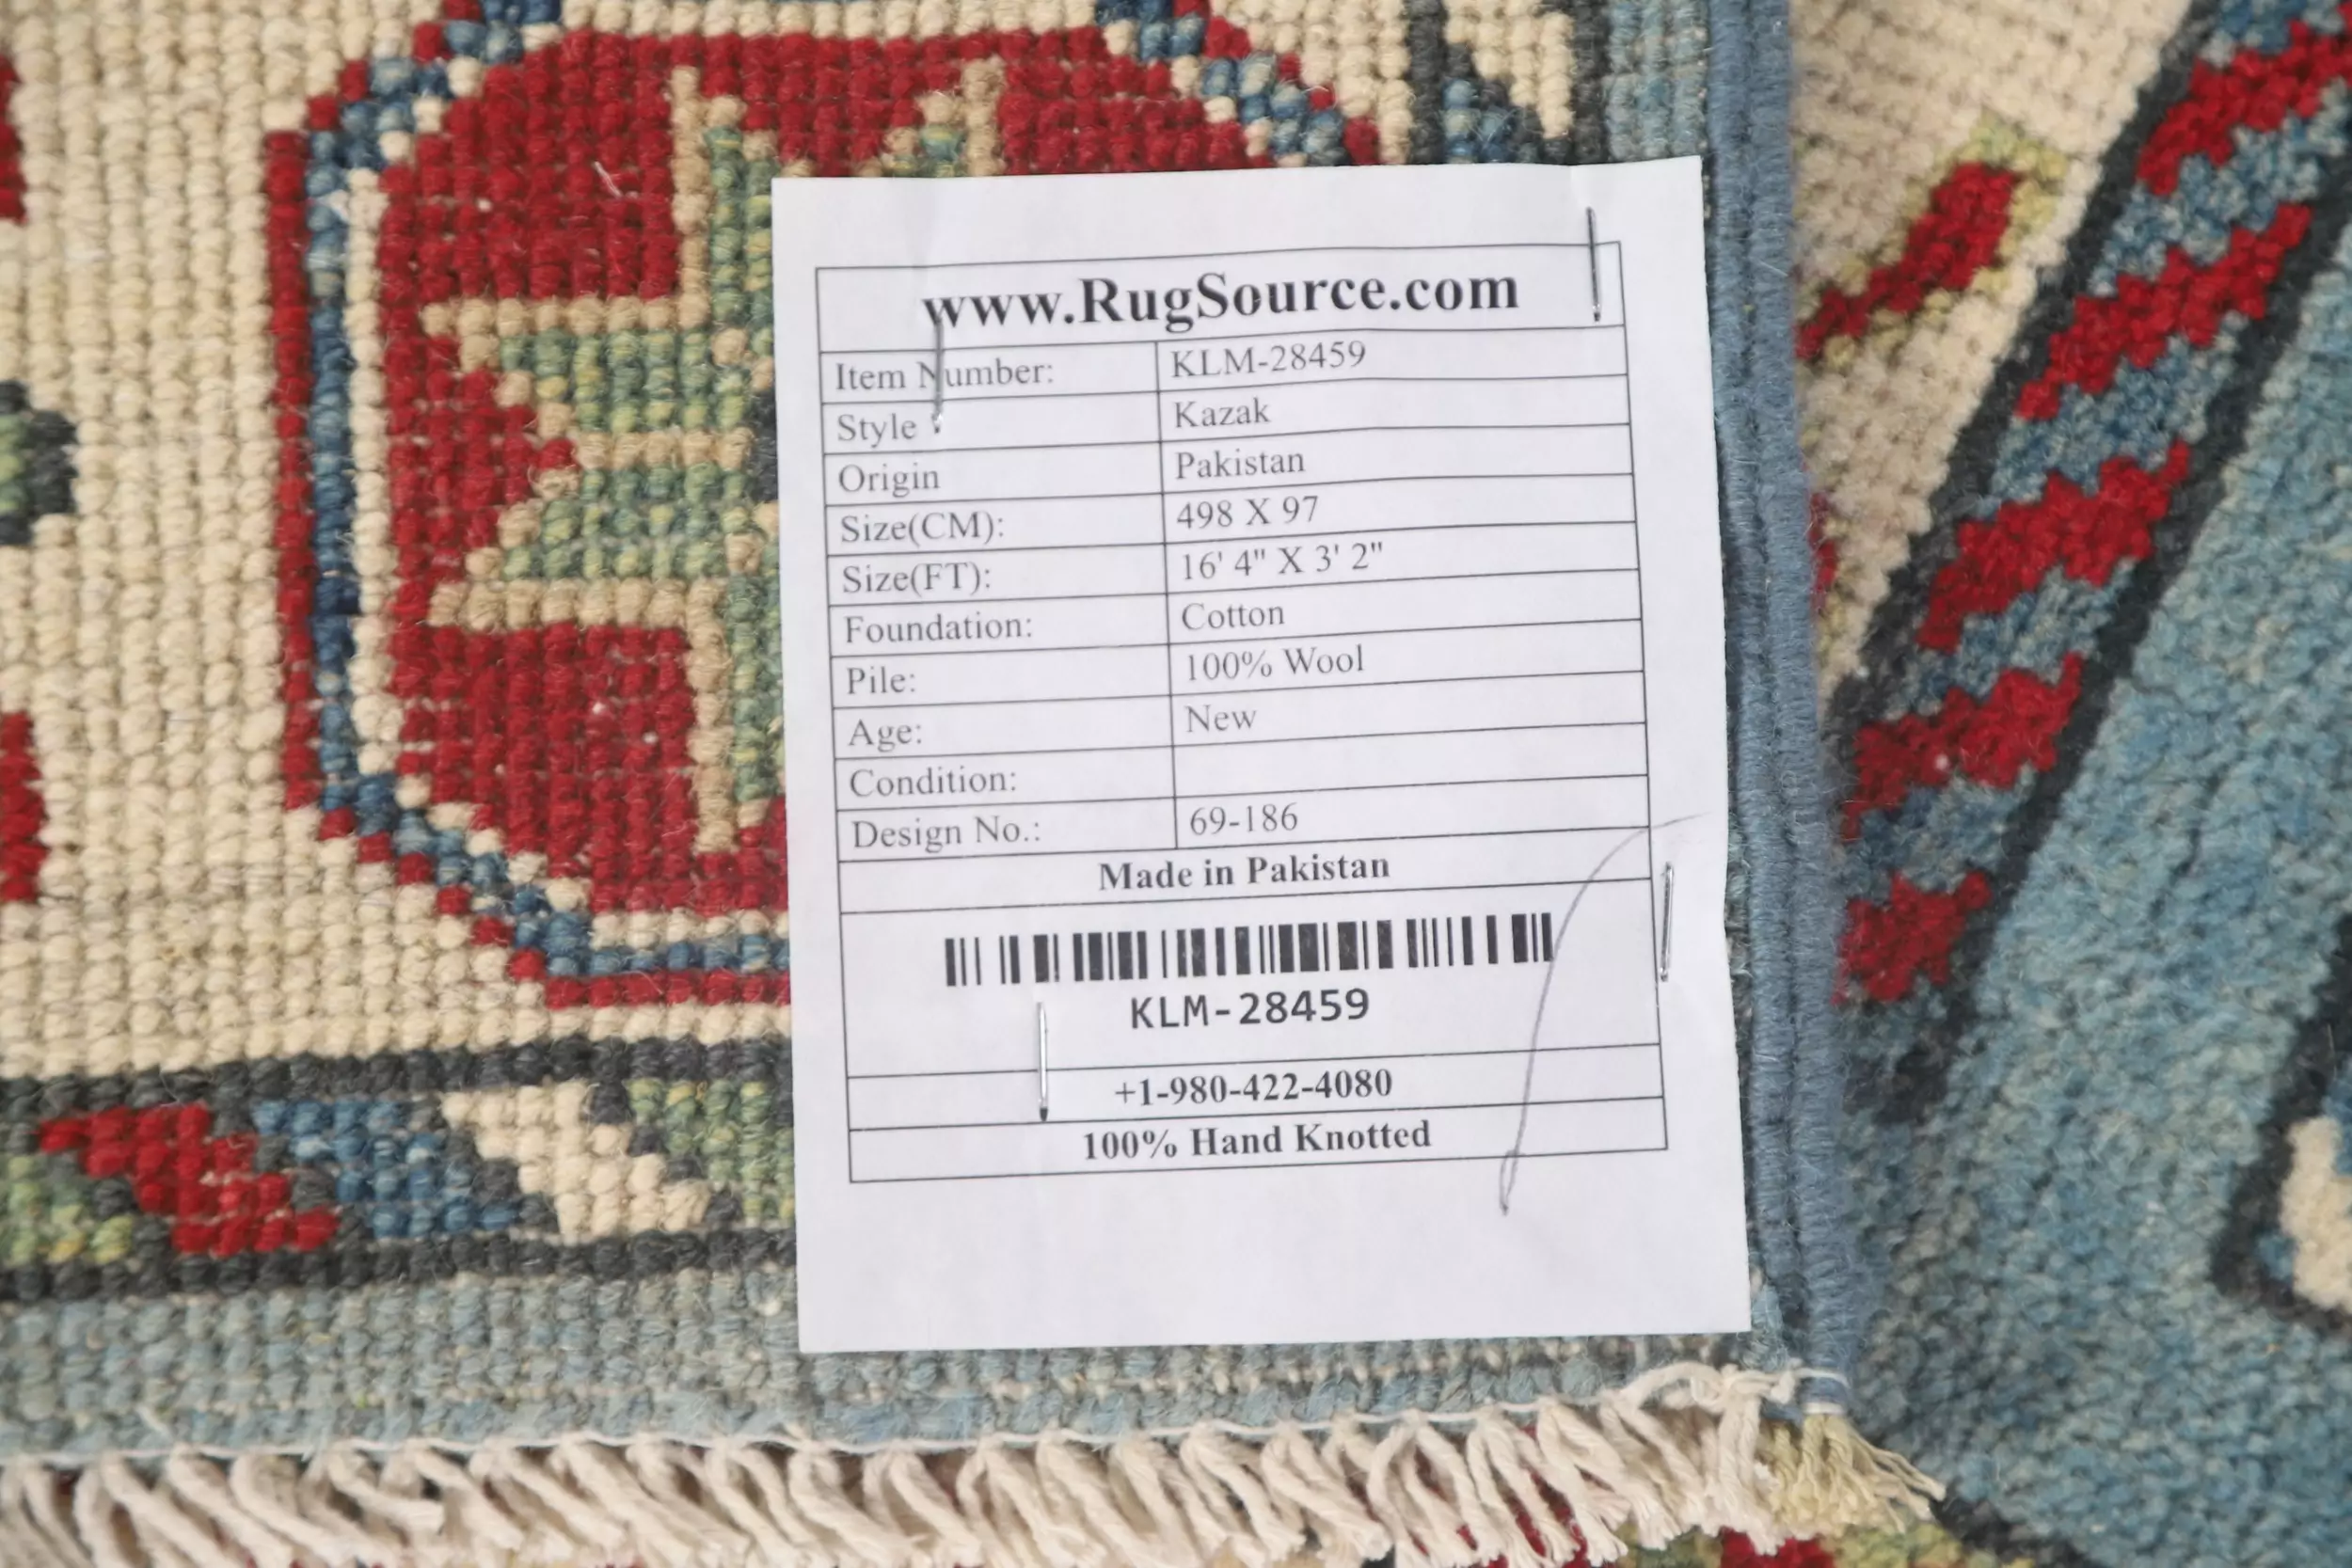 www.RugSource.com
Item Number: KLM-28459
Style Kazak
Origin Pakistan
Size(CM): 498 X 97
Size(FT): 16' 4" X 3' 2"
Foundation: Cotton
Pile: 100% Wool
Age: New
Condition:
Design No.: 69-186
Made in Pakistan
KLM-28459
+1-980-422-4080
100% Hand Knotted